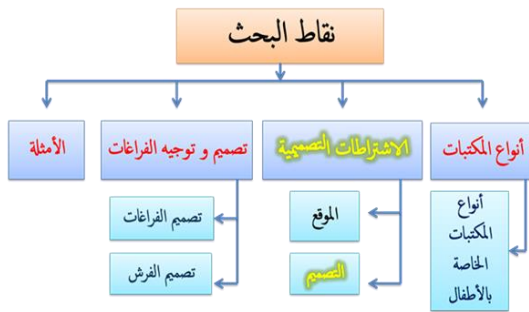 نقاط البحث
أنواع المكتبات
الاشتراطات التصميمية
تصميم و توجيه الفراغات
الأمثلة
أنواع
المكتبات
الخاصة
بالأطفال
الموقع
التصميم
تصميم الفراغات
تصميم الفرش